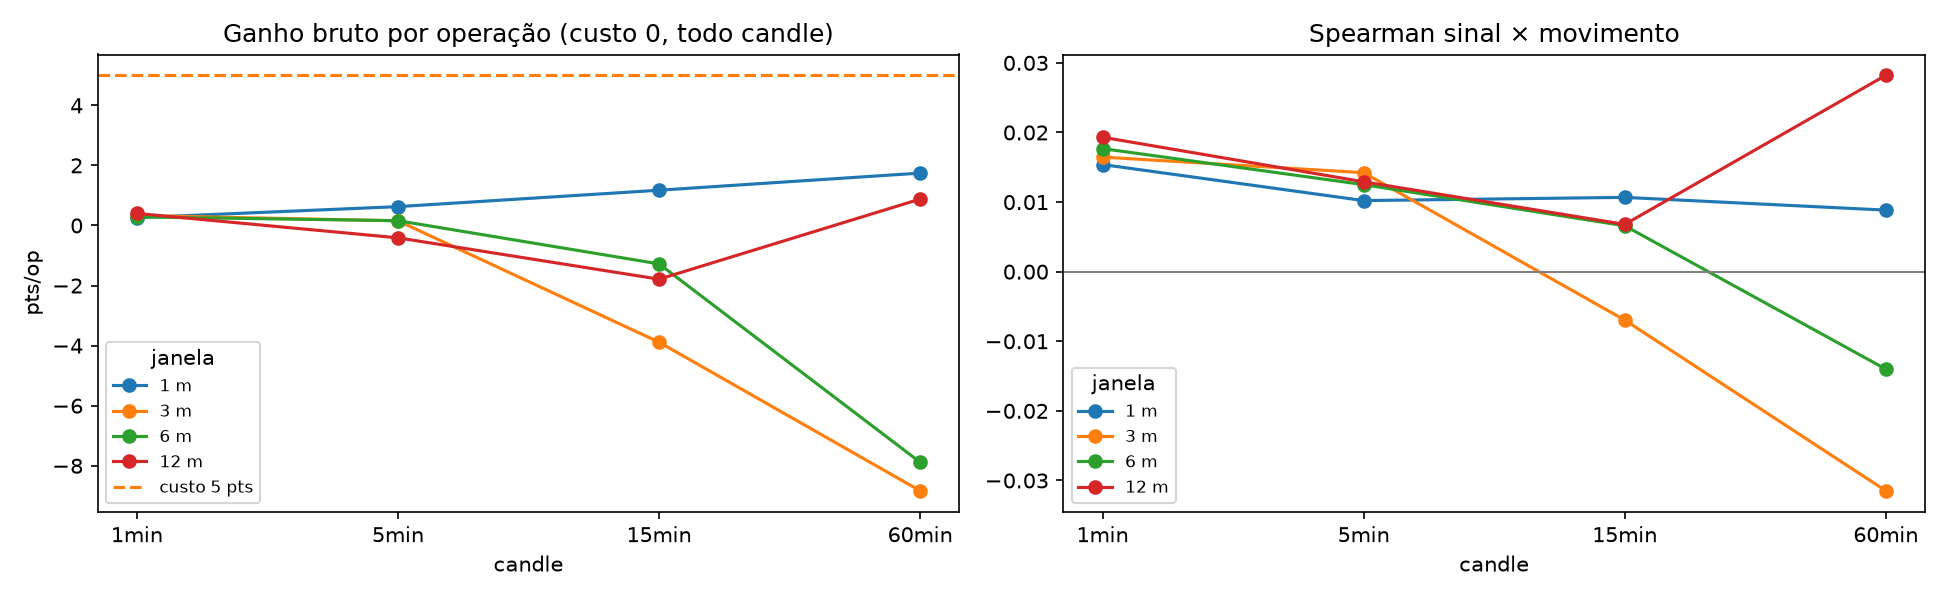 Ganho bruto por operação (custo 0, todo candle)
pts/op
4
2
0
−2
−4
−6
−8
janela
1 m
3 m
6 m
12 m
custo 5 pts
1min 5min 15min 60min
candle
Spearman sinal × movimento
0.03
0.02
0.01
0.00
−0.01
−0.02
−0.03
janela
1 m
3 m
6 m
12 m
1min 5min 15min 60min
candle